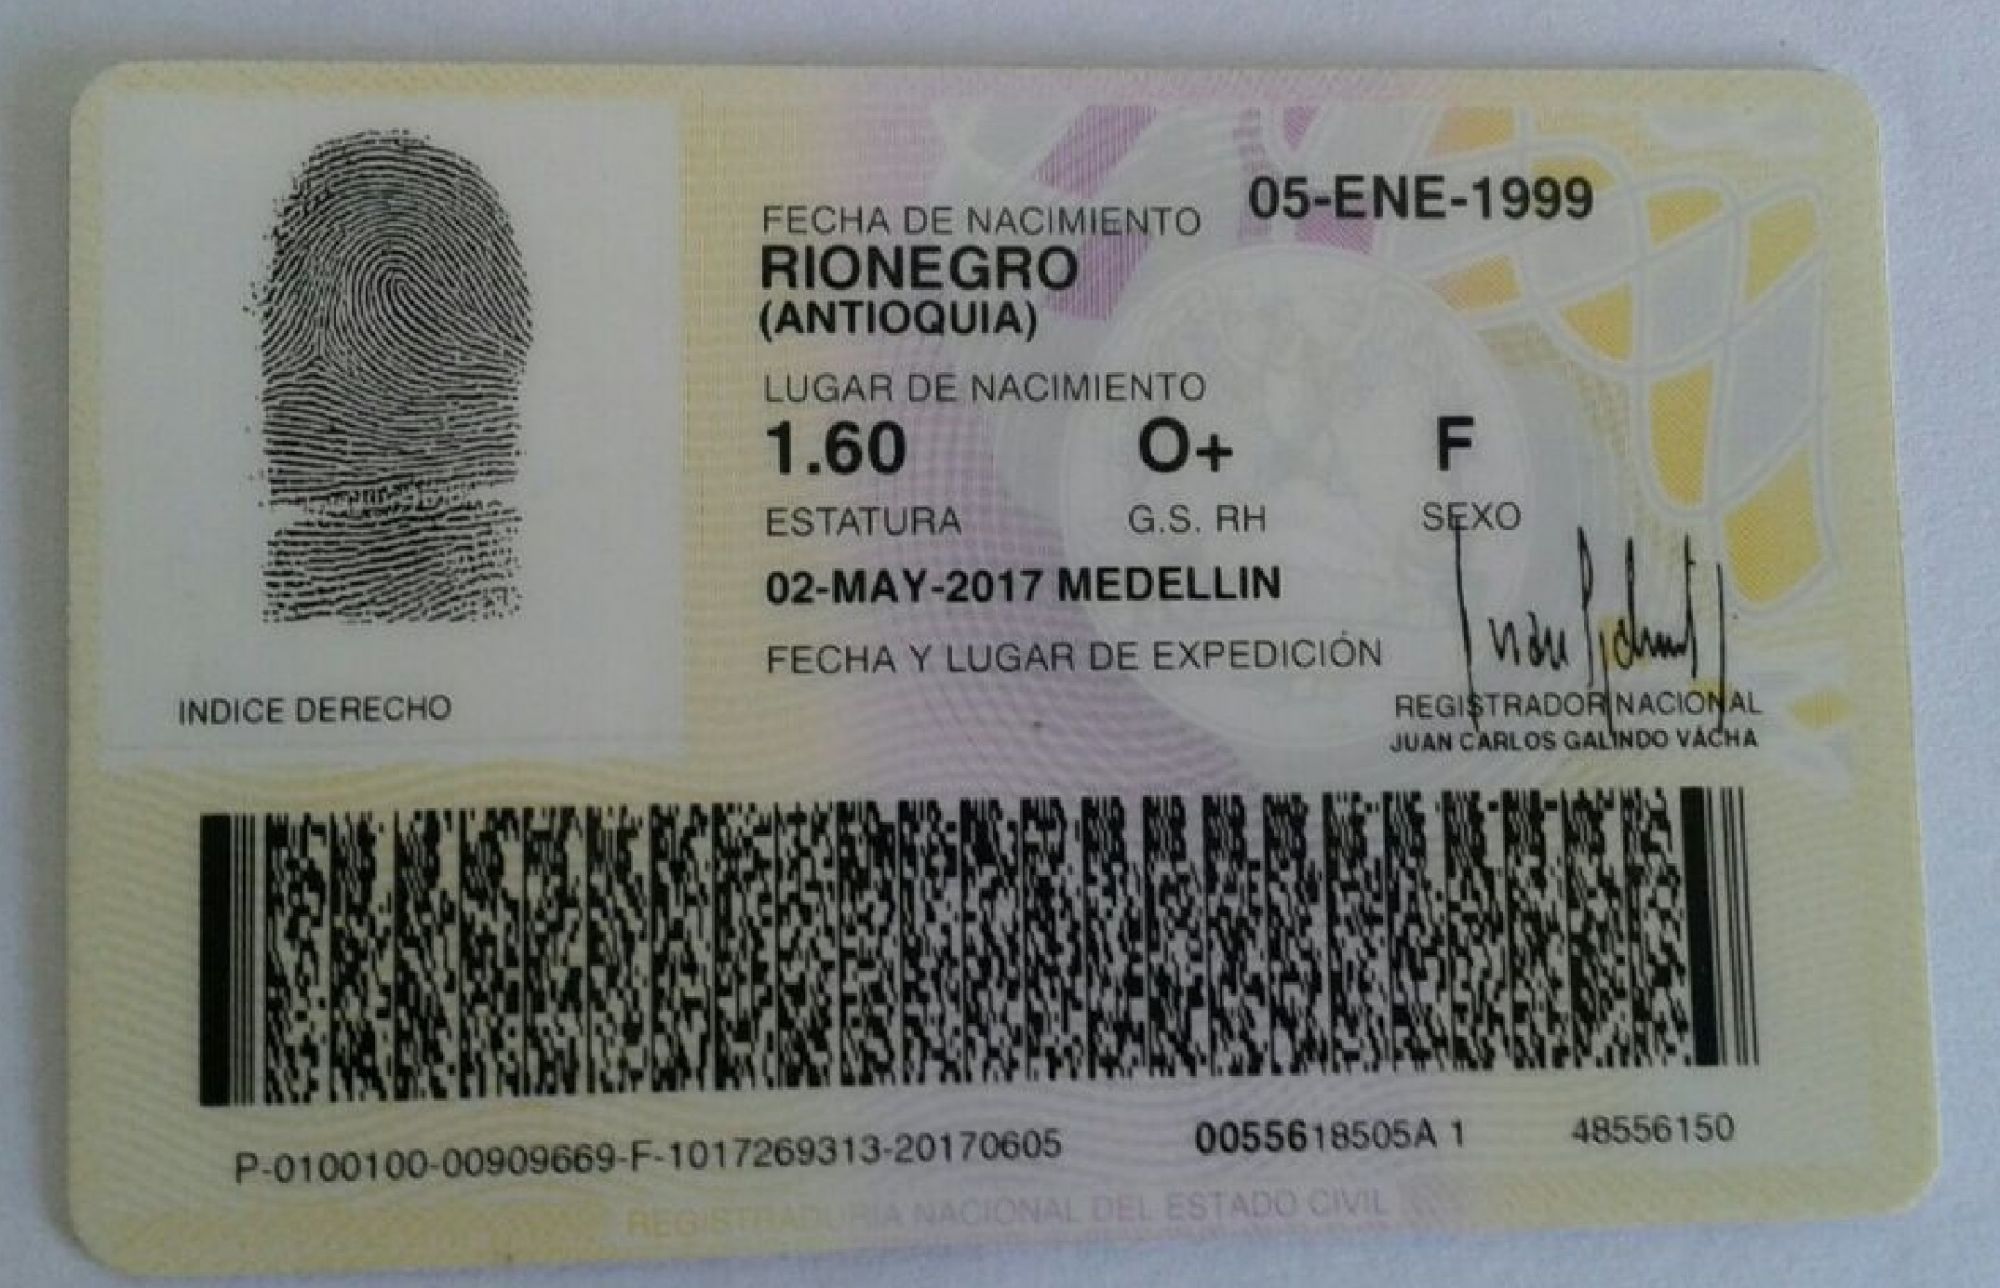 FECHA DE NACIMIENTO 05-ENE-1999
RIONEGRO
(ANTIOQUIA)
LUGAR DE NACIMIENTO
1.60 O+ F
ESTATURA G.S. RH SEXO
02-MAY-2017 MEDELLIN
FECHA Y LUGAR DE EXPEDICIÓN
INDICE DERECHO
REGISTRADOR NACIONAL
JUAN CARLOS GALINDO VÁCHA
P-0100100-00909669-F-1017269313-20170605 0055618505A 1 48556150
REGISTRADURIA NACIONAL DEL ESTADO CIVIL